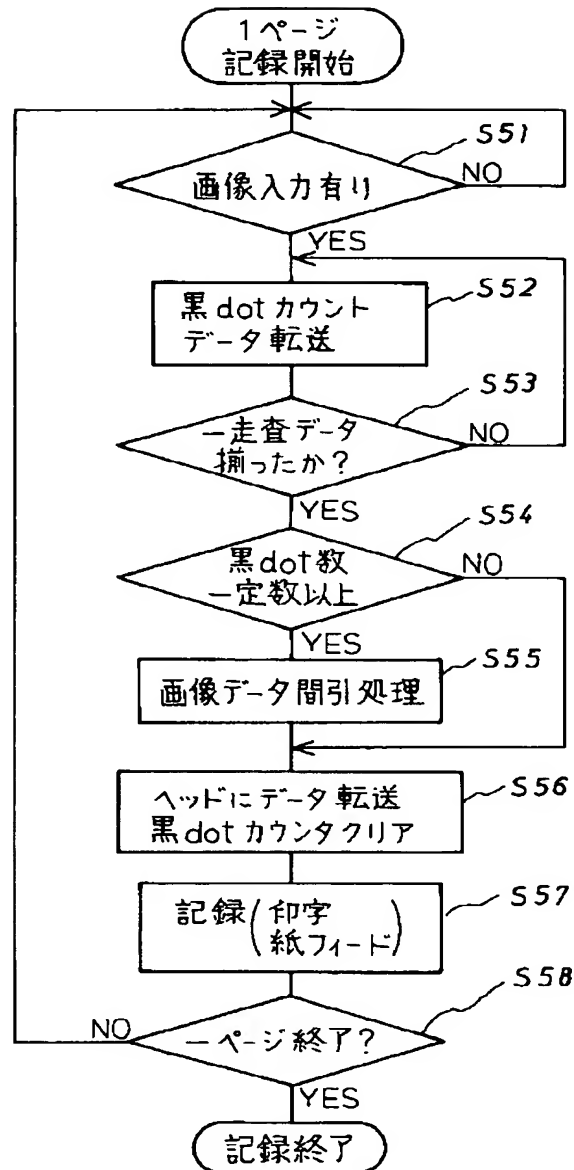 1ページ
記録開始
S51
画像入力有り
NO
YES
S52
黒dotカウント
データ転送
S53
一走査データ
揃ったか?
NO
YES
S54
黒dot数
一定数以上
NO
YES
S55
画像データ間引処理
S56
ヘッドにデータ転送
黒dotカウンタクリア
S57
記録(印字
紙フィード)
S58
NO
一ページ終了?
YES
記録終了